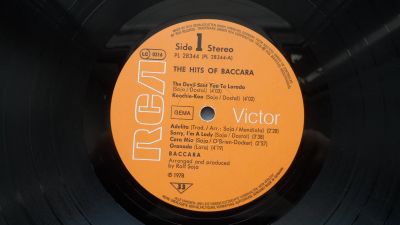 Side 1 Stereo
LC 0316
PL 28344 (PL 28344-A)
THE HITS OF BACCARA
The Devil Sent You To Lorado
(Soja / Dostal) (4'03)
Koochie-Koo (Soja / Dostal) (4'02)
RCA
Victor
GEMA
Adelita (Trad. / Arr.: Soja / Mendiola) (2'28)
Sorry, I'm A Lady (Soja / Dostal) (3'38)
Cara Mia (Soja / O'Brien-Docker) (2'57)
Granada (Lara) (4'19)
BACCARA
Arranged and produced
by Rolf Soja
℗ 1978
33